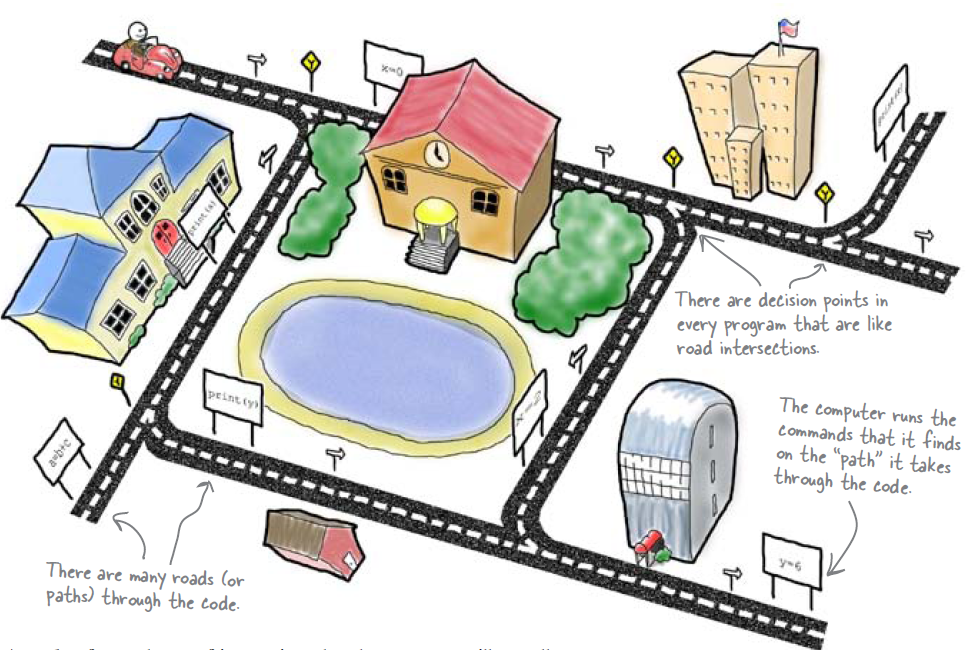 x=0
print(a)
There are decision points in
every program that are like
road intersections.
print(y)
x=2
The computer runs the
commands that it finds
on the "path" it takes
through the code.
a=b+c
y=6
There are many roads (or
paths) through the code.